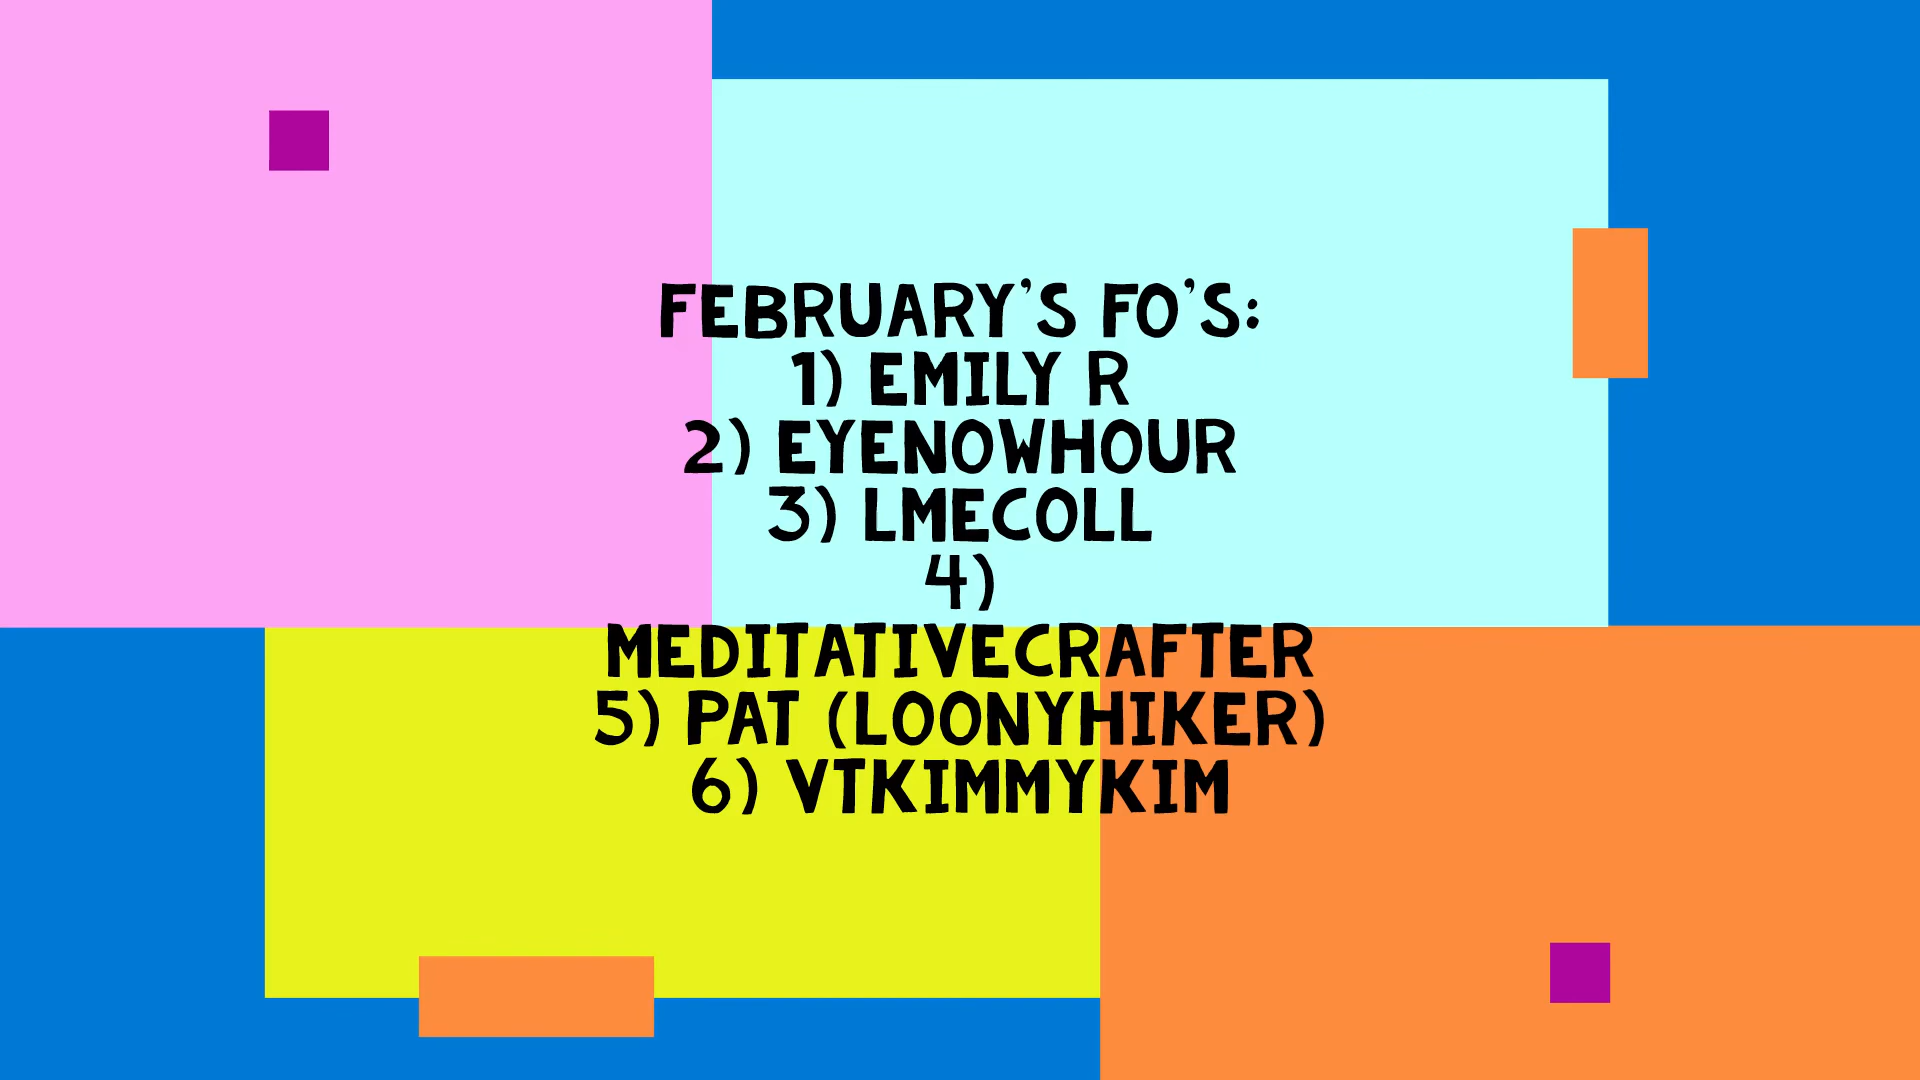 FEBRUARY'S FO'S:
1) EMILY R
2) EYENOWHOUR
3) LMECOLL
4)
MEDITATIVECRAFTER
5) PAT (LOONYHIKER)
6) VTKIMMYKIM